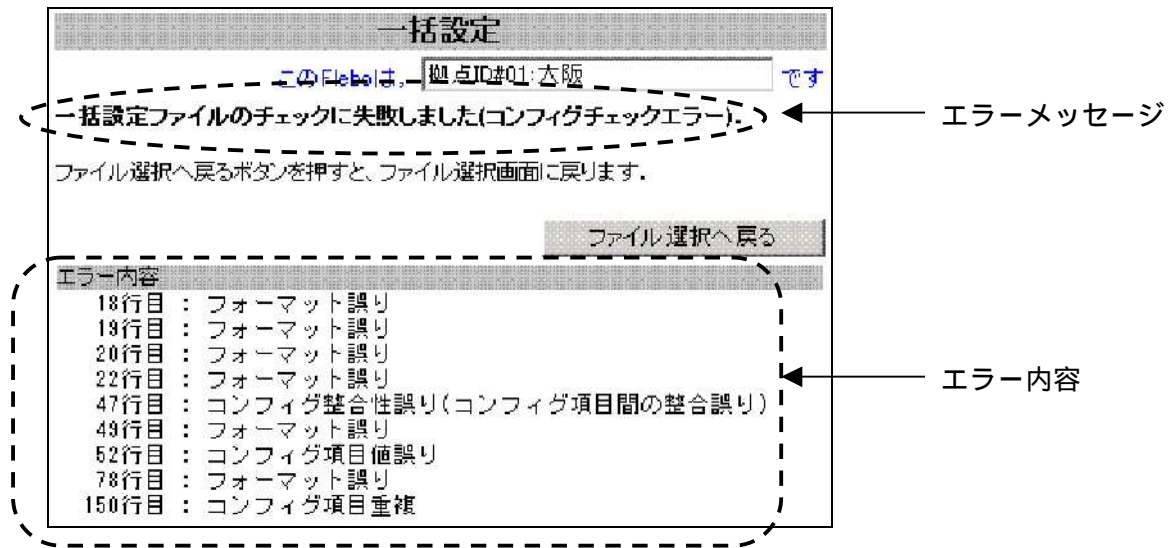 一括設定
このFlebolは、 拠点ID#01:大阪 です
一括設定ファイルのチェックに失敗しました(コンフィグチェックエラー).
エラーメッセージ
ファイル選択へ戻るボタンを押すと、ファイル選択画面に戻ります.
ファイル選択へ戻る
エラー内容
18行目 : フォーマット誤り
19行目 : フォーマット誤り
20行目 : フォーマット誤り
22行目 : フォーマット誤り
エラー内容
47行目 : コンフィグ整合性誤り(コンフィグ項目間の整合誤り)
49行目 : フォーマット誤り
52行目 : コンフィグ項目値誤り
78行目 : フォーマット誤り
150行目 : コンフィグ項目重複